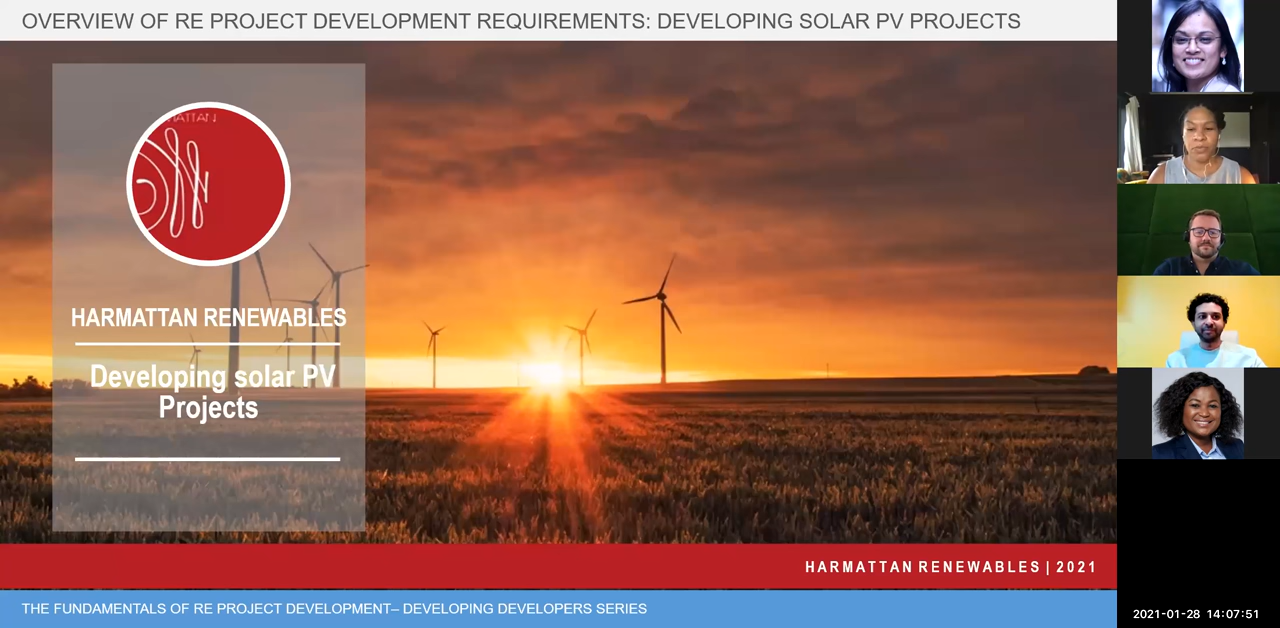 OVERVIEW OF RE PROJECT DEVELOPMENT REQUIREMENTS: DEVELOPING SOLAR PV PROJECTS
HARMATTAN RENEWABLES
Developing solar PV
Projects
HARMATTAN RENEWABLES | 2021
THE FUNDAMENTALS OF RE PROJECT DEVELOPMENT– DEVELOPING DEVELOPERS SERIES
2021-01-28 14:07:51